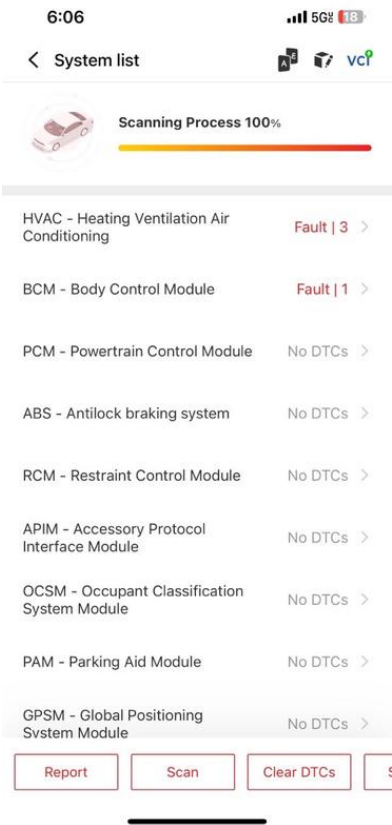 6:06
5G
18
System list
A
VCI
Scanning Process 100%
HVAC - Heating Ventilation Air
Conditioning
Fault | 3
BCM - Body Control Module
Fault | 1
PCM - Powertrain Control Module
No DTCs
ABS - Antilock braking system
No DTCs
RCM - Restraint Control Module
No DTCs
APIM - Accessory Protocol
Interface Module
No DTCs
OCSM - Occupant Classification
System Module
No DTCs
PAM - Parking Aid Module
No DTCs
GPSM - Global Positioning
System Module
No DTCs
Report
Scan
Clear DTCs